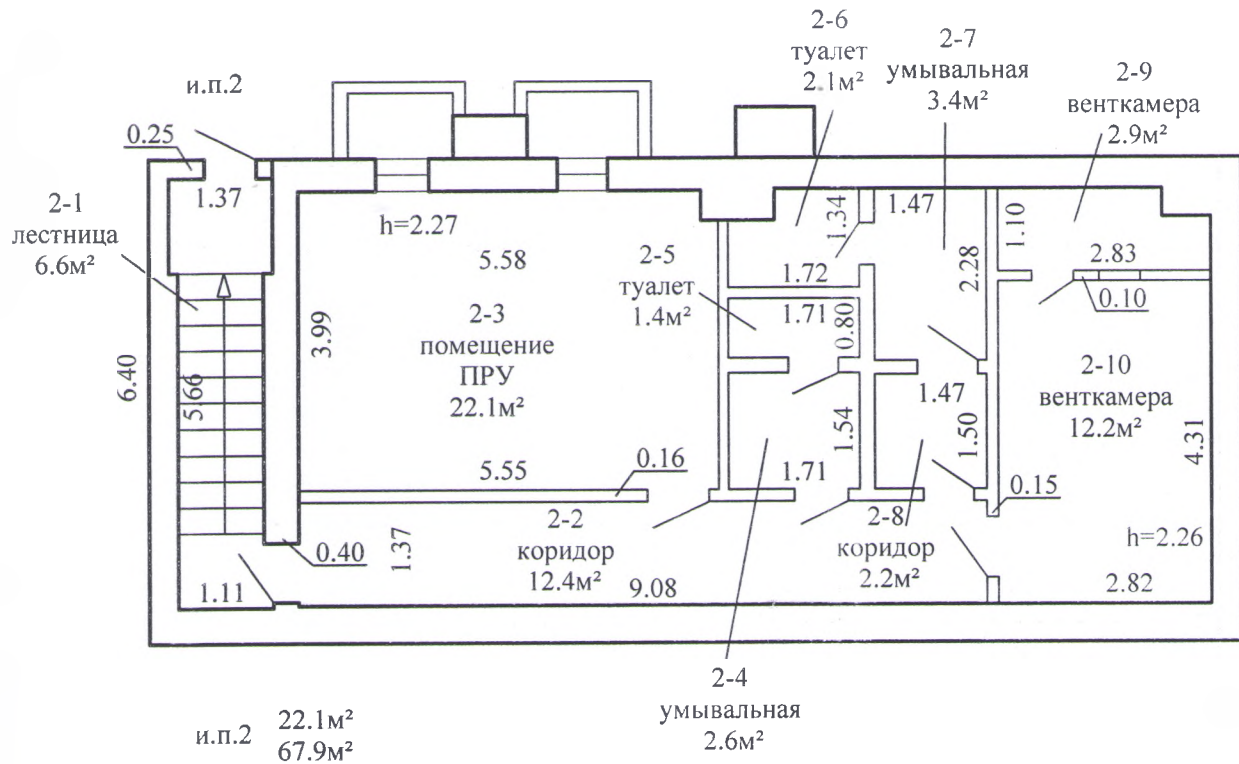 2-6
туалет
2.1м²
2-7
умывальная
3.4м²
2-9
венткамера
2.9м²
и.п.2
0.25
1.37
2-1
лестница
6.6м²
h=2.27
5.58
2-5
туалет
1.4м²
1.34
1.72
1.71
0.80
1.47
2.28
1.10
2.83
0.10
6.40
5.66
3.99
2-3
помещение
ПРУ
22.1м²
2-10
венткамера
12.2м²
4.31
1.47
1.50
1.54
1.71
5.55
0.16
0.15
0.40
1.37
2-2
коридор
12.4м²
2-8
коридор
2.2м²
h=2.26
1.11
9.08
2.82
2-4
умывальная
2.6м²
и.п.2
22.1м²
67.9м²